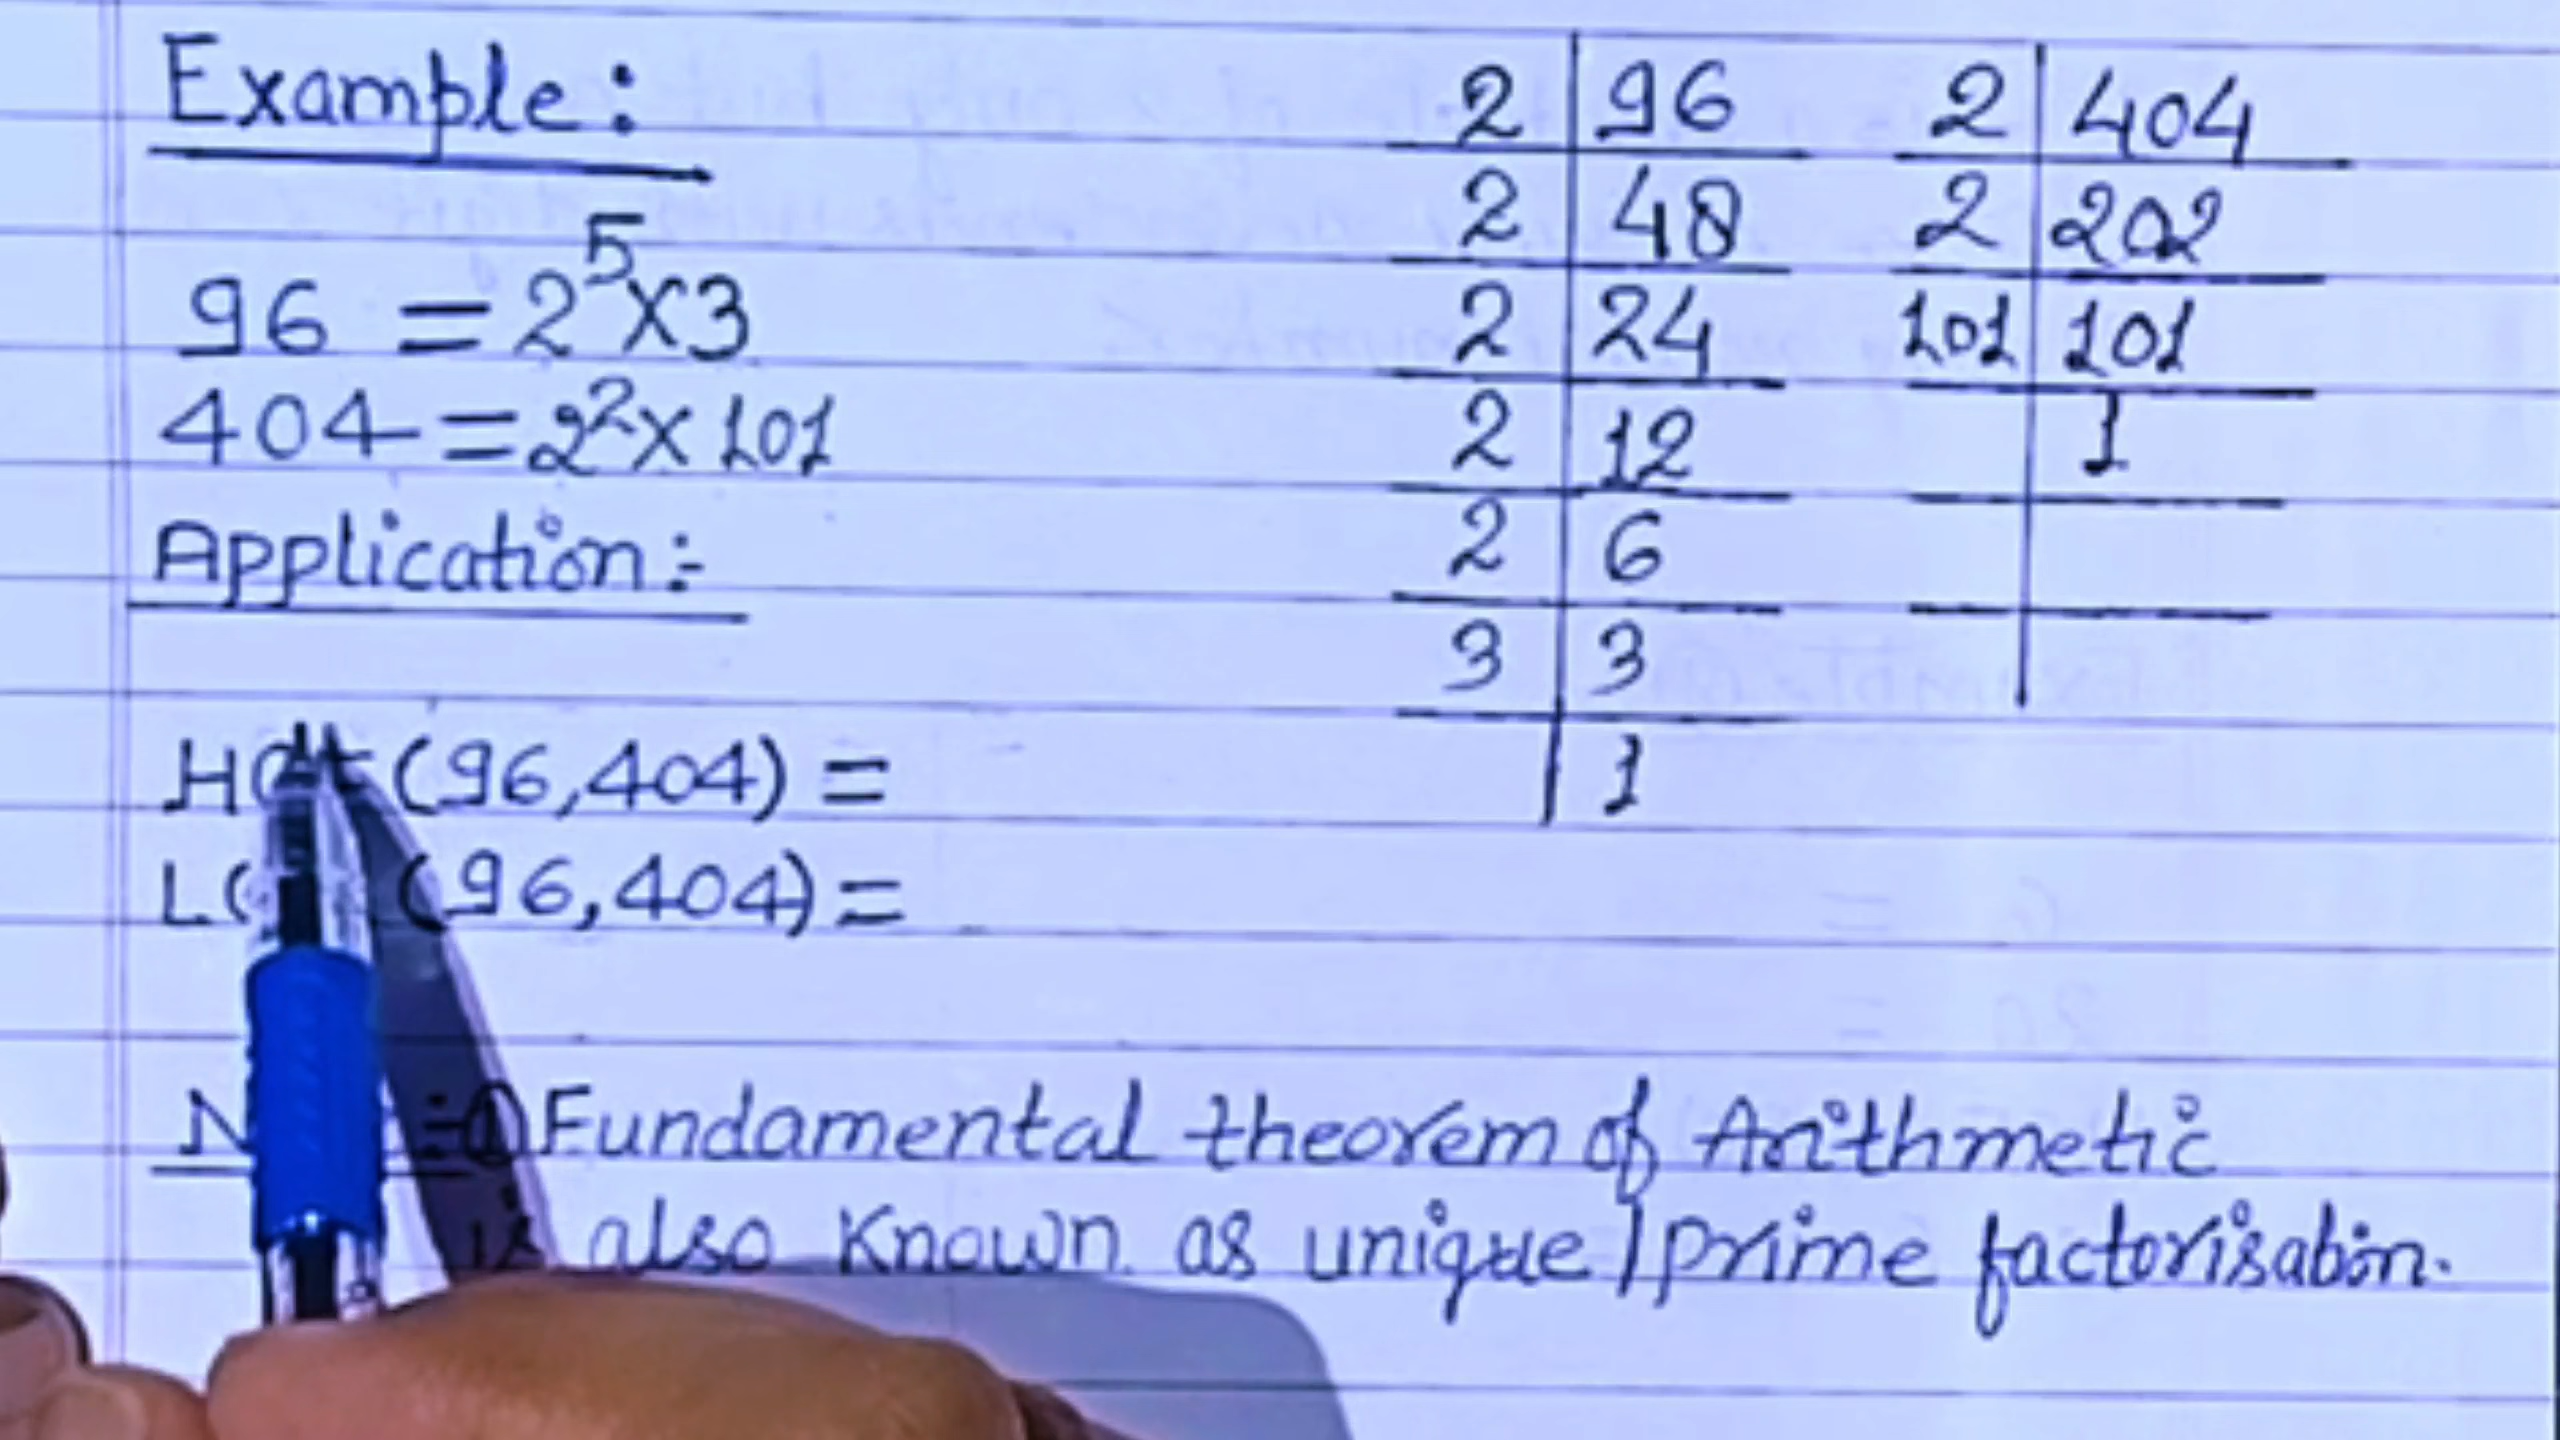 Example:
96 = 2⁵×3
404 = 2²×101
Application:-
(96,404) =
(96,404) =
2 | 96
2 | 48
2 | 24
2 | 12
2 | 6
3 | 3
| 1
2 | 404
2 | 202
101 | 101
| 1
:-① Fundamental theorem of Arithmetic
is also known as unique/prime factorisation.